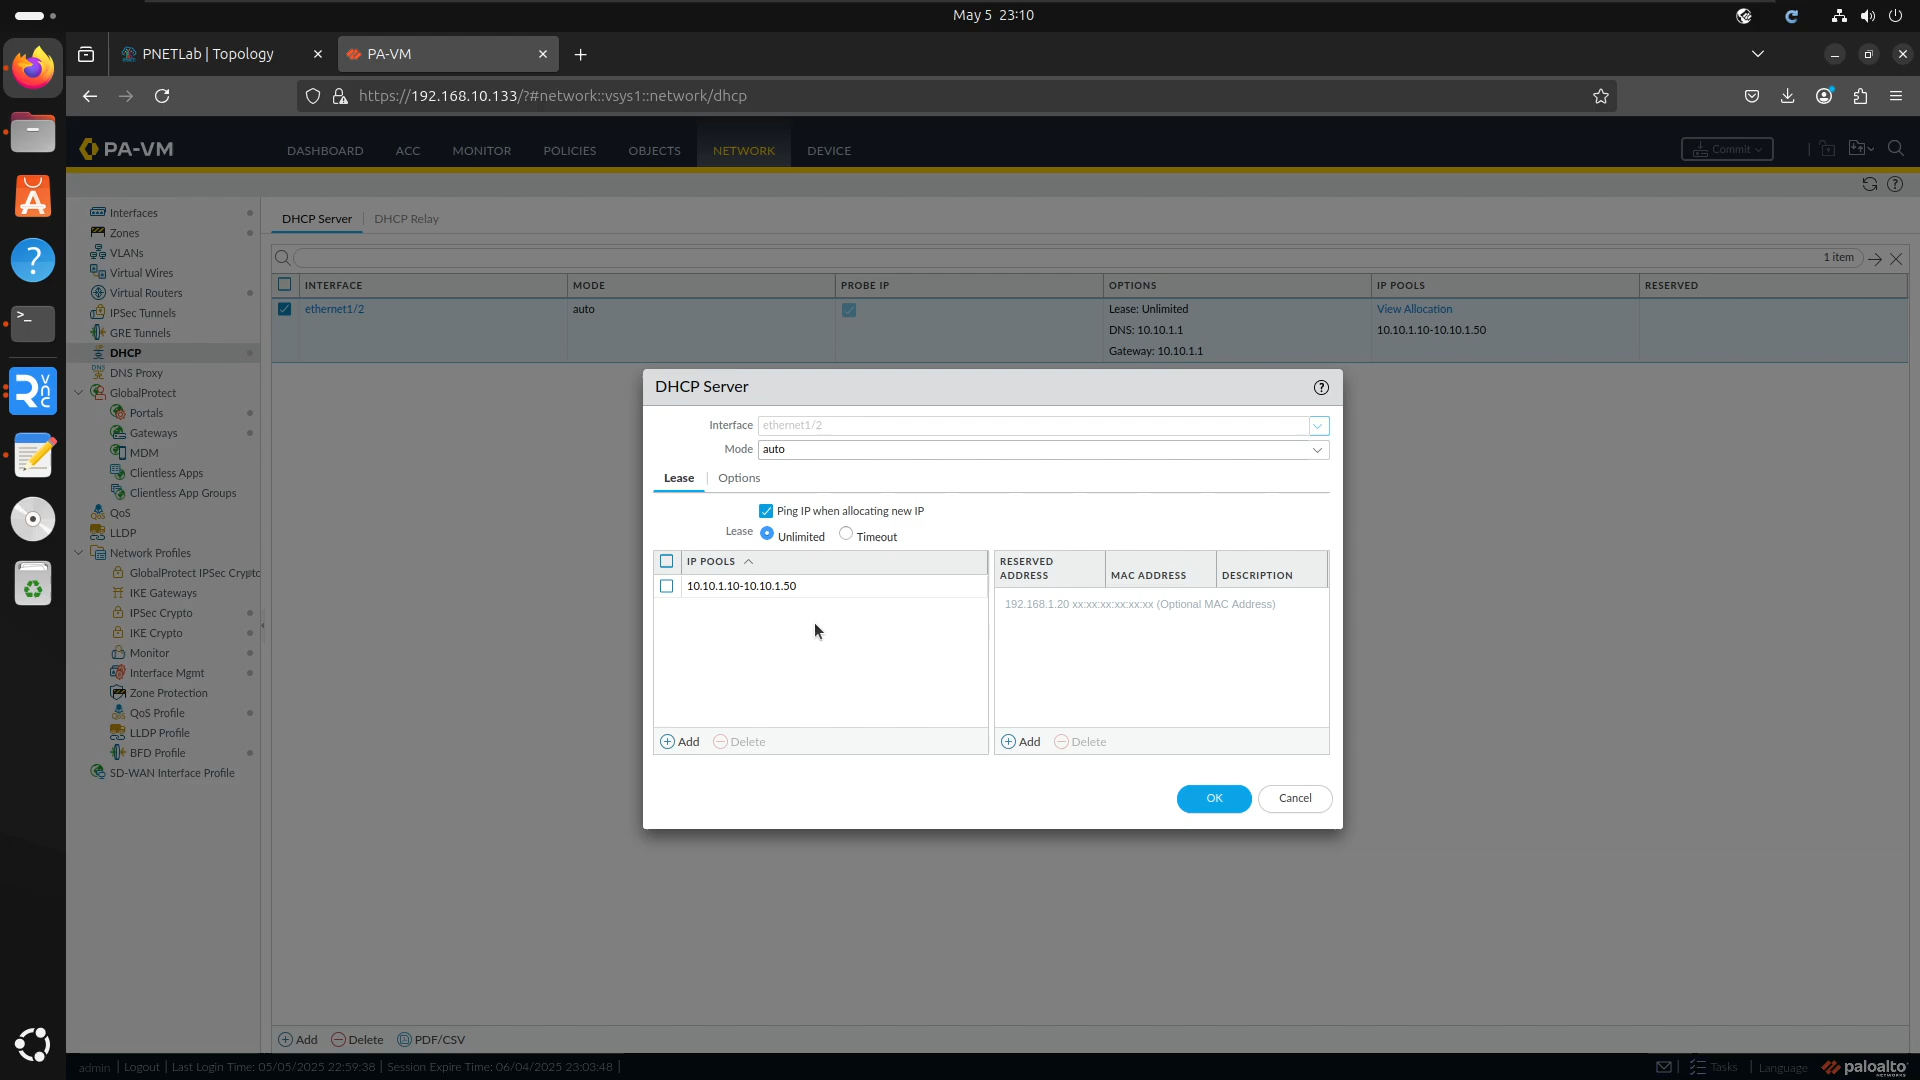 May 5 23:10
PNETLab | Topology
PA-VM
https://192.168.10.133/?#network::vsys1::network/dhcp
PA-VM
DASHBOARD ACC MONITOR POLICIES OBJECTS NETWORK DEVICE
Commit
Interfaces
Zones
VLANs
Virtual Wires
Virtual Routers
IPSec Tunnels
GRE Tunnels
DHCP
DNS Proxy
GlobalProtect
Portals
Gateways
MDM
Clientless Apps
Clientless App Groups
QoS
LLDP
Network Profiles
GlobalProtect IPSec Crypto
IKE Gateways
IPSec Crypto
IKE Crypto
Monitor
Interface Mgmt
Zone Protection
QoS Profile
LLDP Profile
BFD Profile
SD-WAN Interface Profile
DHCP Server | DHCP Relay
1 item
INTERFACE MODE PROBE IP OPTIONS IP POOLS RESERVED
ethernet1/2 auto Lease: Unlimited View Allocation
DNS: 10.10.1.1 10.10.1.10-10.10.1.50
Gateway: 10.10.1.1
DHCP Server
Interface ethernet1/2
Mode auto
Lease | Options
Ping IP when allocating new IP
Lease Unlimited Timeout
IP POOLS
10.10.1.10-10.10.1.50
Add Delete
RESERVED ADDRESS MAC ADDRESS DESCRIPTION
192.168.1.20 xx:xx:xx:xx:xx:xx (Optional MAC Address)
Add Delete
OK Cancel
Add Delete PDF/CSV
admin | Logout | Last Login Time: 05/05/2025 22:59:38 | Session Expire Time: 06/04/2025 23:03:48 |
Tasks | Language
paloalto
NETWORKS